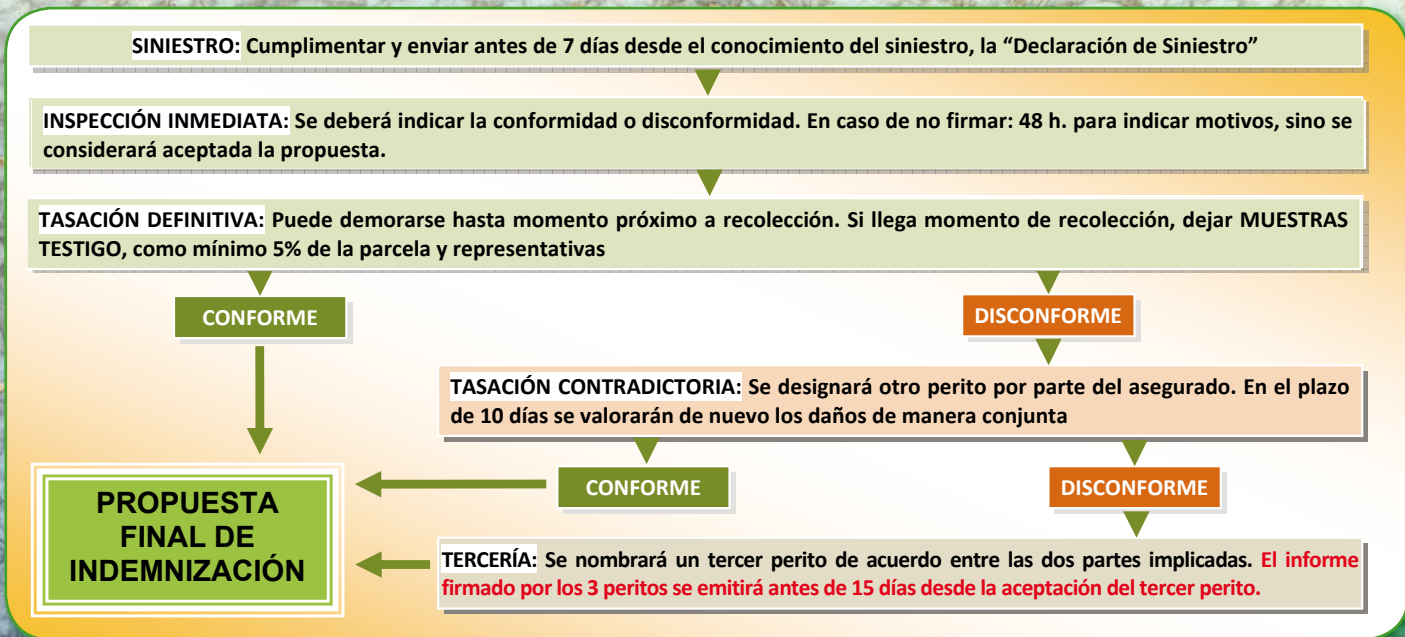 SINIESTRO: Cumplimentar y enviar antes de 7 días desde el conocimiento del siniestro, la “Declaración de Siniestro”
INSPECCIÓN INMEDIATA: Se deberá indicar la conformidad o disconformidad. En caso de no firmar: 48 h. para indicar motivos, sino se
considerará aceptada la propuesta.
TASACIÓN DEFINITIVA: Puede demorarse hasta momento próximo a recolección. Si llega momento de recolección, dejar MUESTRAS
TESTIGO, como mínimo 5% de la parcela y representativas
CONFORME
DISCONFORME
TASACIÓN CONTRADICTORIA: Se designará otro perito por parte del asegurado. En el plazo
de 10 días se valorarán de nuevo los daños de manera conjunta
CONFORME
DISCONFORME
PROPUESTA
FINAL DE
INDEMNIZACIÓN
TERCERÍA: Se nombrará un tercer perito de acuerdo entre las dos partes implicadas. El informe
firmado por los 3 peritos se emitirá antes de 15 días desde la aceptación del tercer perito.